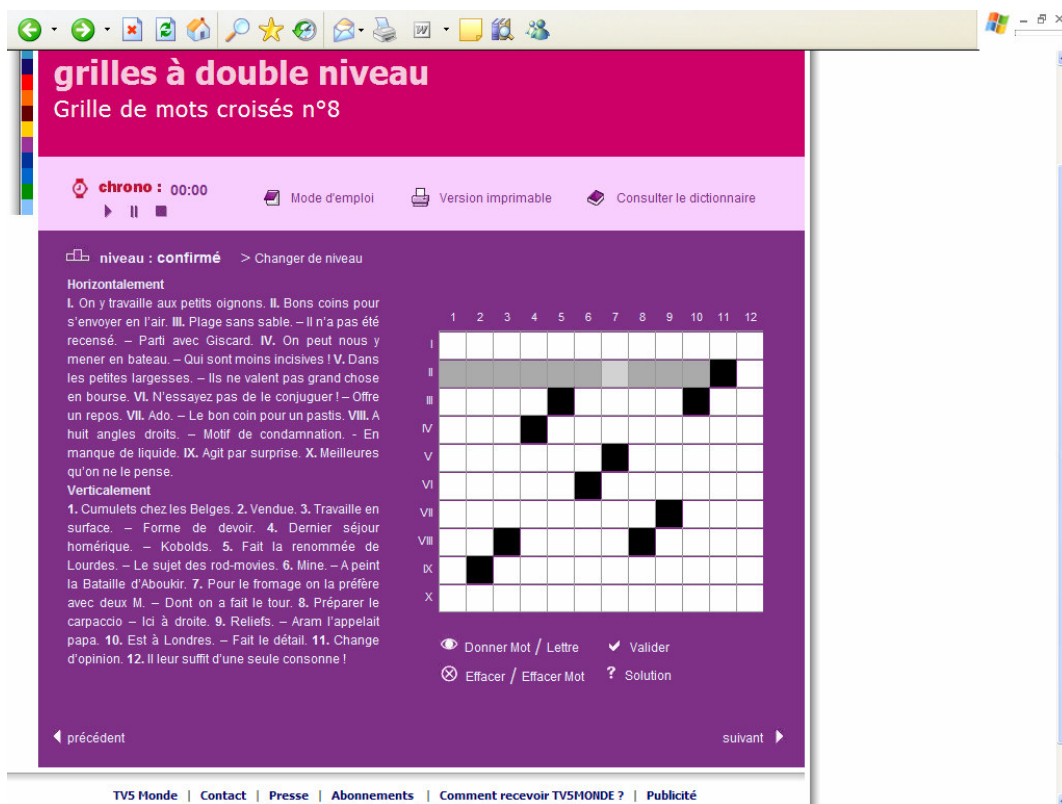 grilles à double niveau
Grille de mots croisés n°8
chrono : 00:00
Mode d'emploi
Version imprimable
Consulter le dictionnaire
niveau : confirmé > Changer de niveau
Horizontalement
I. On y travaille aux petits oignons. II. Bons coins pour
s'envoyer en l'air. III. Plage sans sable. – Il n'a pas été
recensé. – Parti avec Giscard. IV. On peut nous y
mener en bateau. – Qui sont moins incisives ! V. Dans
les petites largesses. – Ils ne valent pas grand chose
en bourse. VI. N'essayez pas de le conjuguer ! – Offre
un repos. VII. Ado. – Le bon coin pour un pastis. VIII. A
huit angles droits. – Motif de condamnation. - En
manque de liquide. IX. Agit par surprise. X. Meilleures
qu'on ne le pense.
Verticalement
1. Cumulets chez les Belges. 2. Vendue. 3. Travaille en
surface. – Forme de devoir. 4. Dernier séjour
homérique. – Kobolds. 5. Fait la renommée de
Lourdes. – Le sujet des rod-movies. 6. Mine. – A peint
la Bataille d'Aboukir. 7. Pour le fromage on la préfère
avec deux M. – Dont on a fait le tour. 8. Préparer le
carpaccio – Ici à droite. 9. Reliefs. – Aram l'appelait
papa. 10. Est à Londres. – Fait le détail. 11. Change
d'opinion. 12. Il leur suffit d'une seule consonne !
1 2 3 4 5 6 7 8 9 10 11 12
I
II
III
IV
V
VI
VII
VIII
IX
X
Donner Mot / Lettre
Valider
Effacer / Effacer Mot
? Solution
précédent
suivant
TV5 Monde | Contact | Presse | Abonnements | Comment recevoir TV5MONDE ? | Publicité